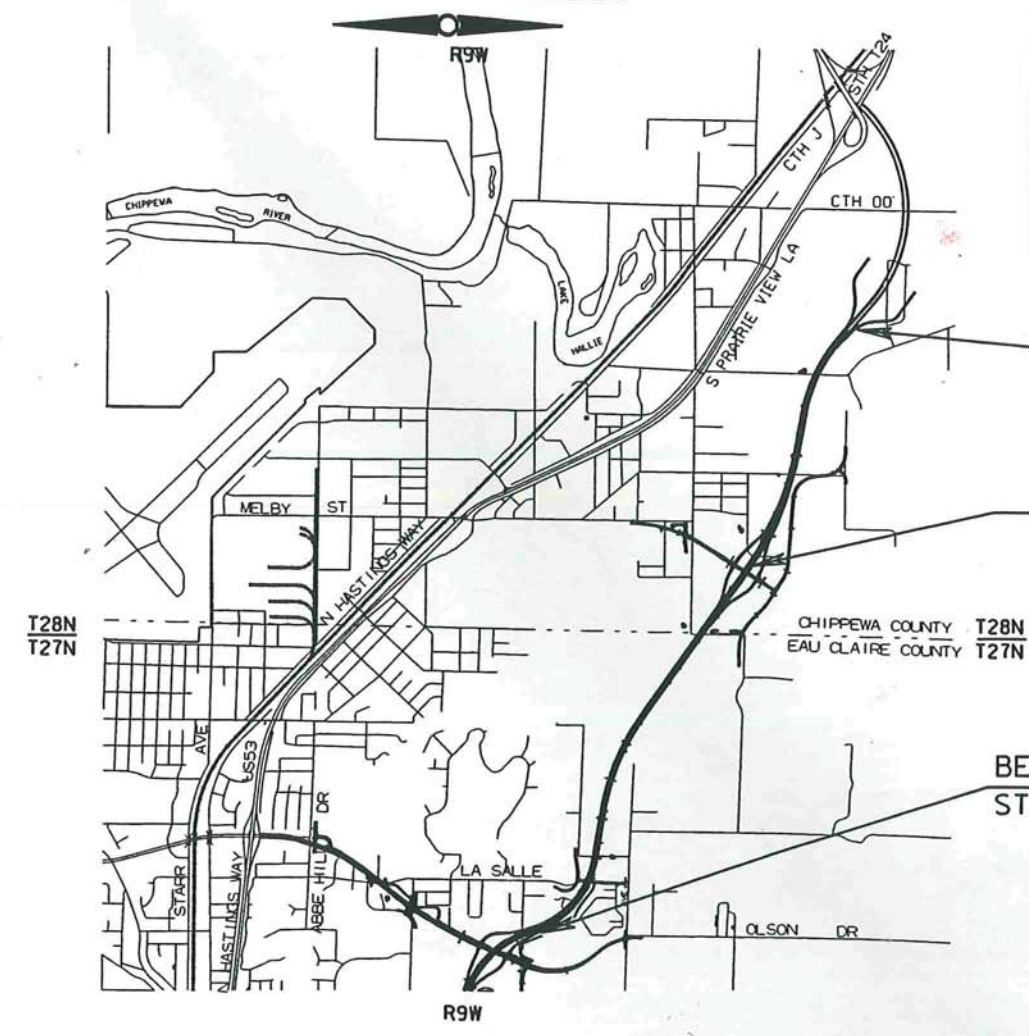 R9W
STH 124
CTH J
CTH OO
CHIPPEWA
RIVER
LAKE
HALLIE
S PRAIRIE VIEW LA
MELBY ST
N HASTINGS WAY
T28N
T27N
CHIPPEWA COUNTY T28N
EAU CLAIRE COUNTY T27N
AVE
US53
DR
BE
ST
LA SALLE
STARR
N HASTINGS WAY
ABBE HILL
OLSON DR
R9W